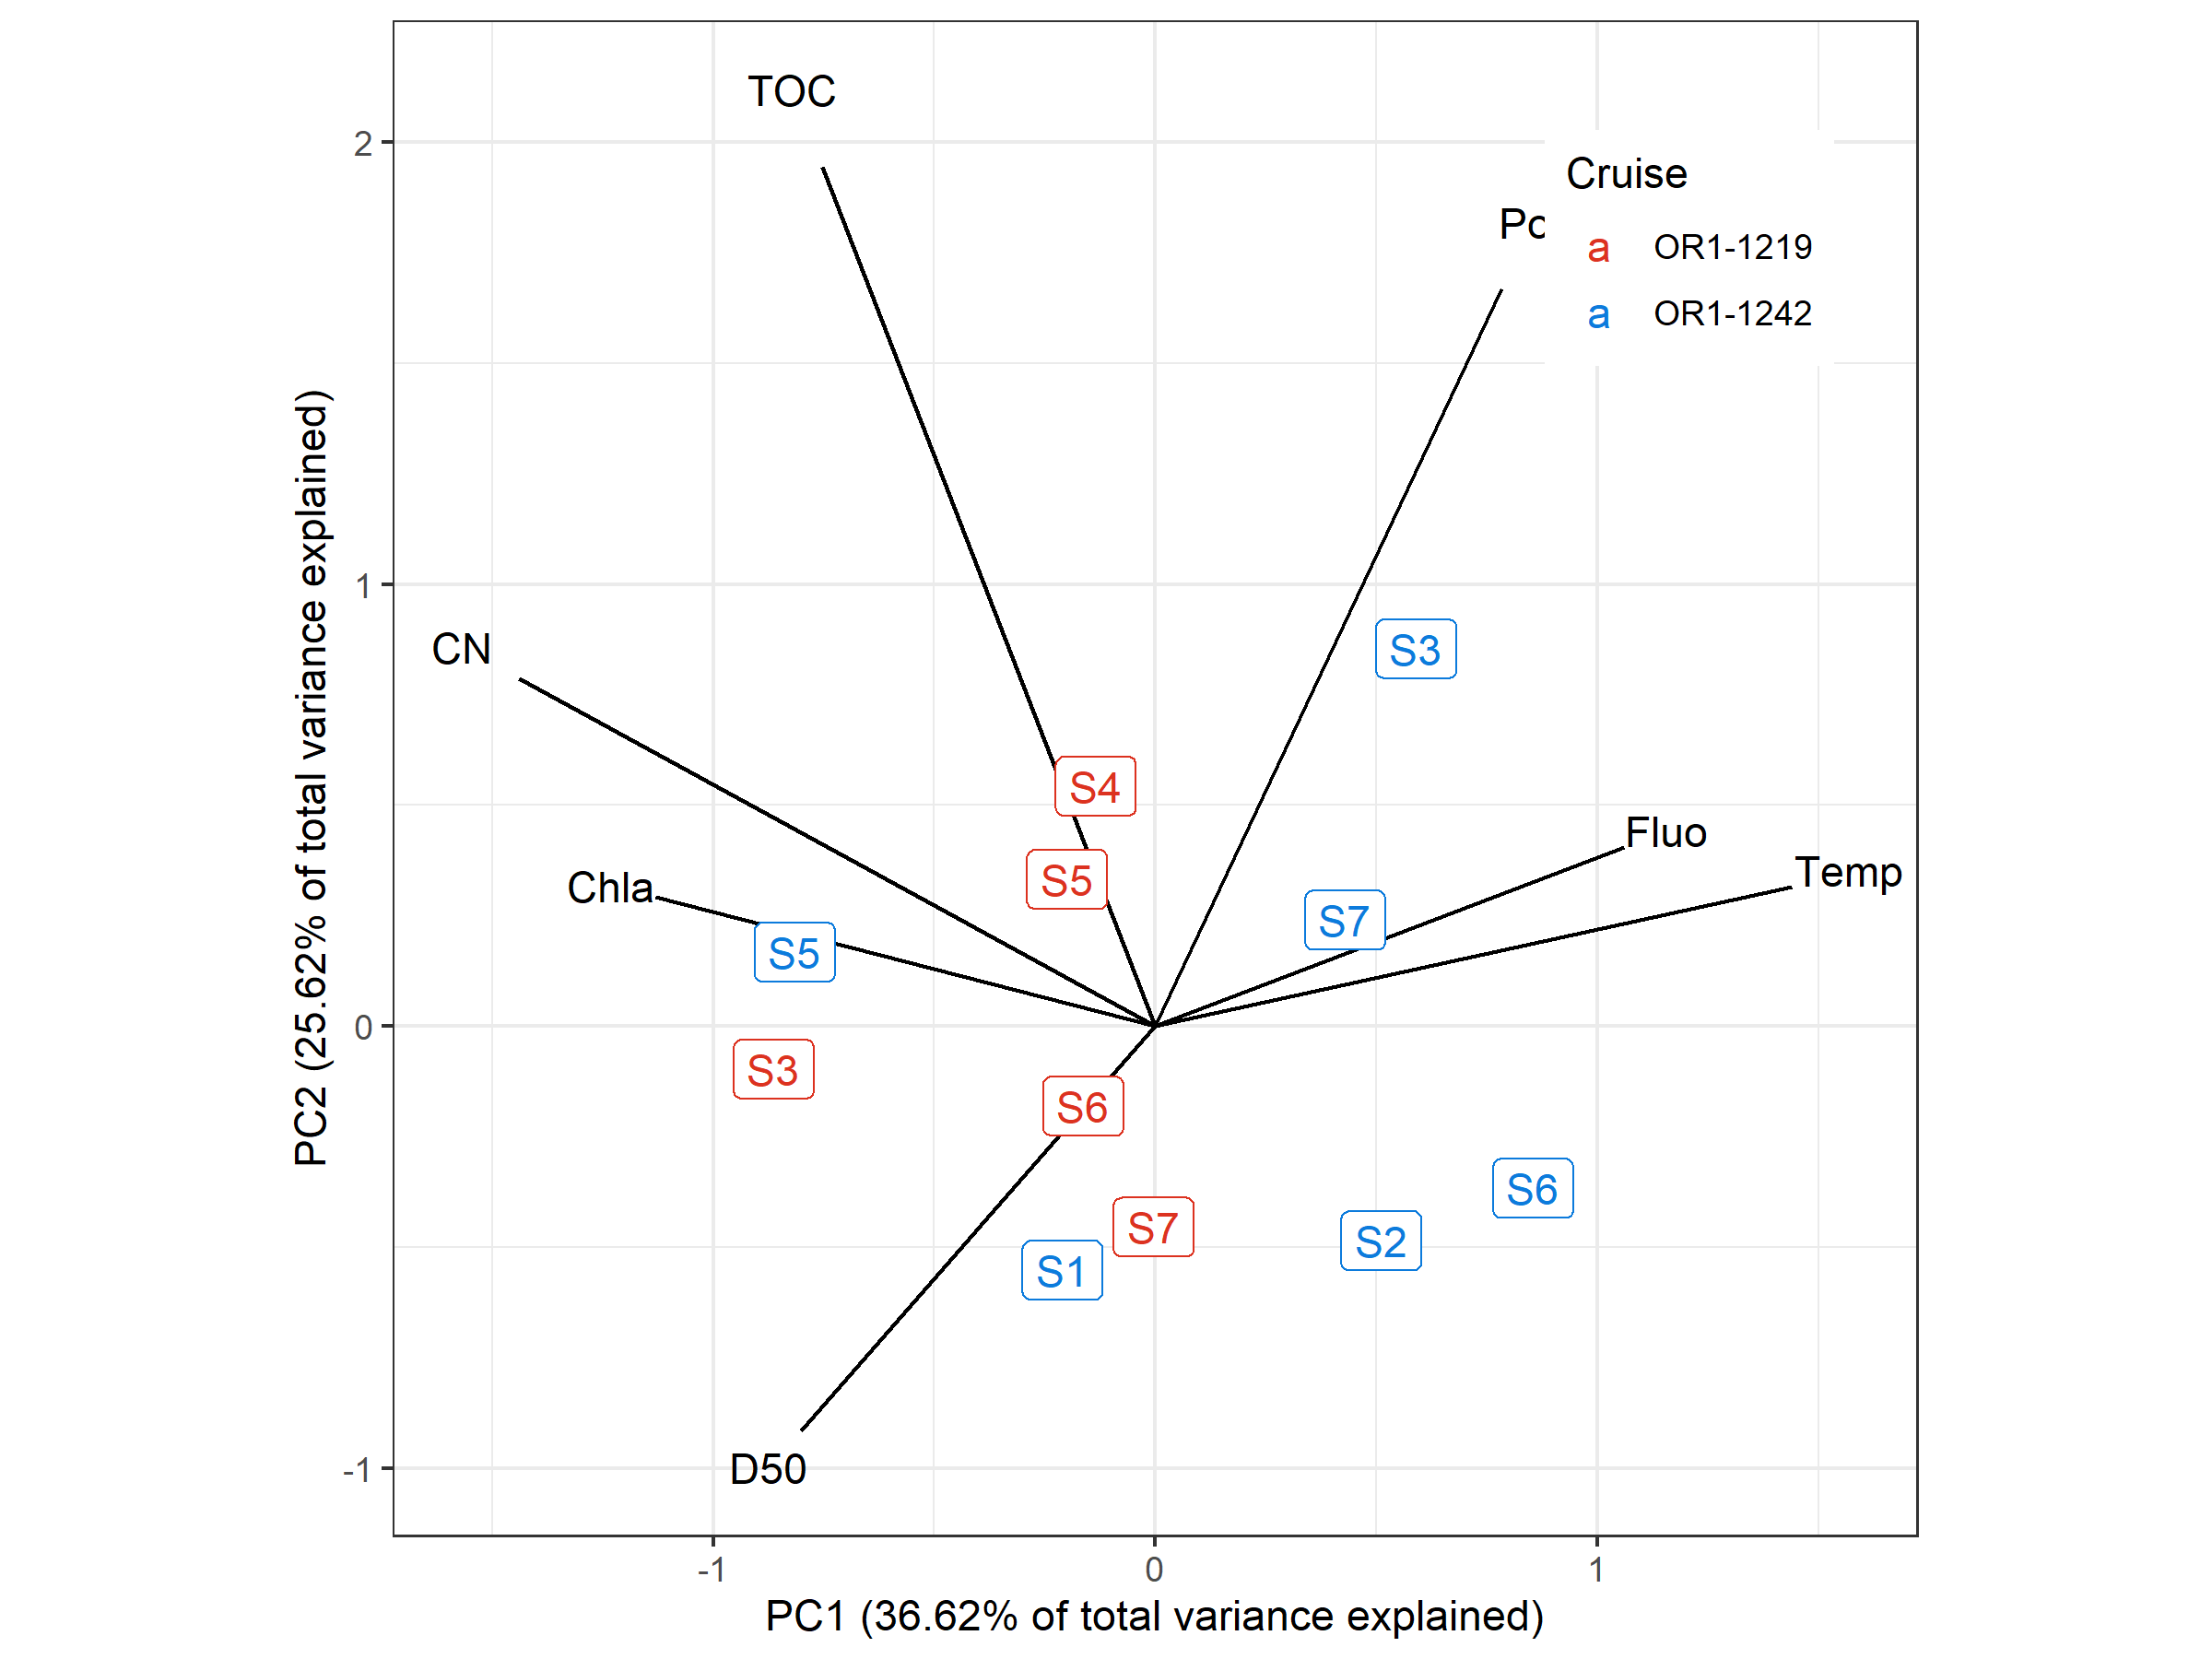 TOC
2
Cruise
a OR1-1219
a OR1-1242
1
CN
S3
S4
Fluo
Temp
S5
Chla
S7
S5
0
S3
S6
S6
S7
S2
S1
D50
-1
-1 0 1
PC1 (36.62% of total variance explained)
PC2 (25.62% of total variance explained)